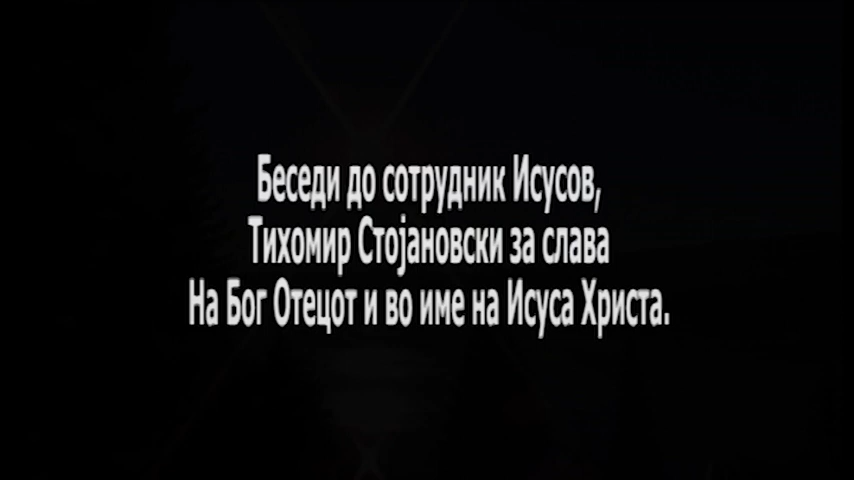 Беседи до сотрудник Исусов,
Тихомир Стојановски за слава
На Бог Отецот и во име на Исуса Христа.